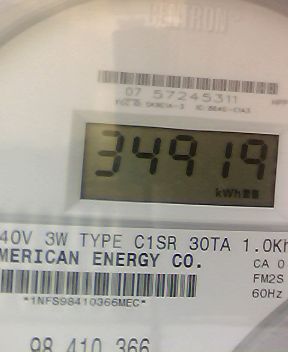 07 57245311
34919
kWh
40V 3W TYPE C1SR 30TA 1.0Kh
MERICAN ENERGY CO.
CA 0
FM2S
60Hz
*1NFS98410366MEC*
98 410 366